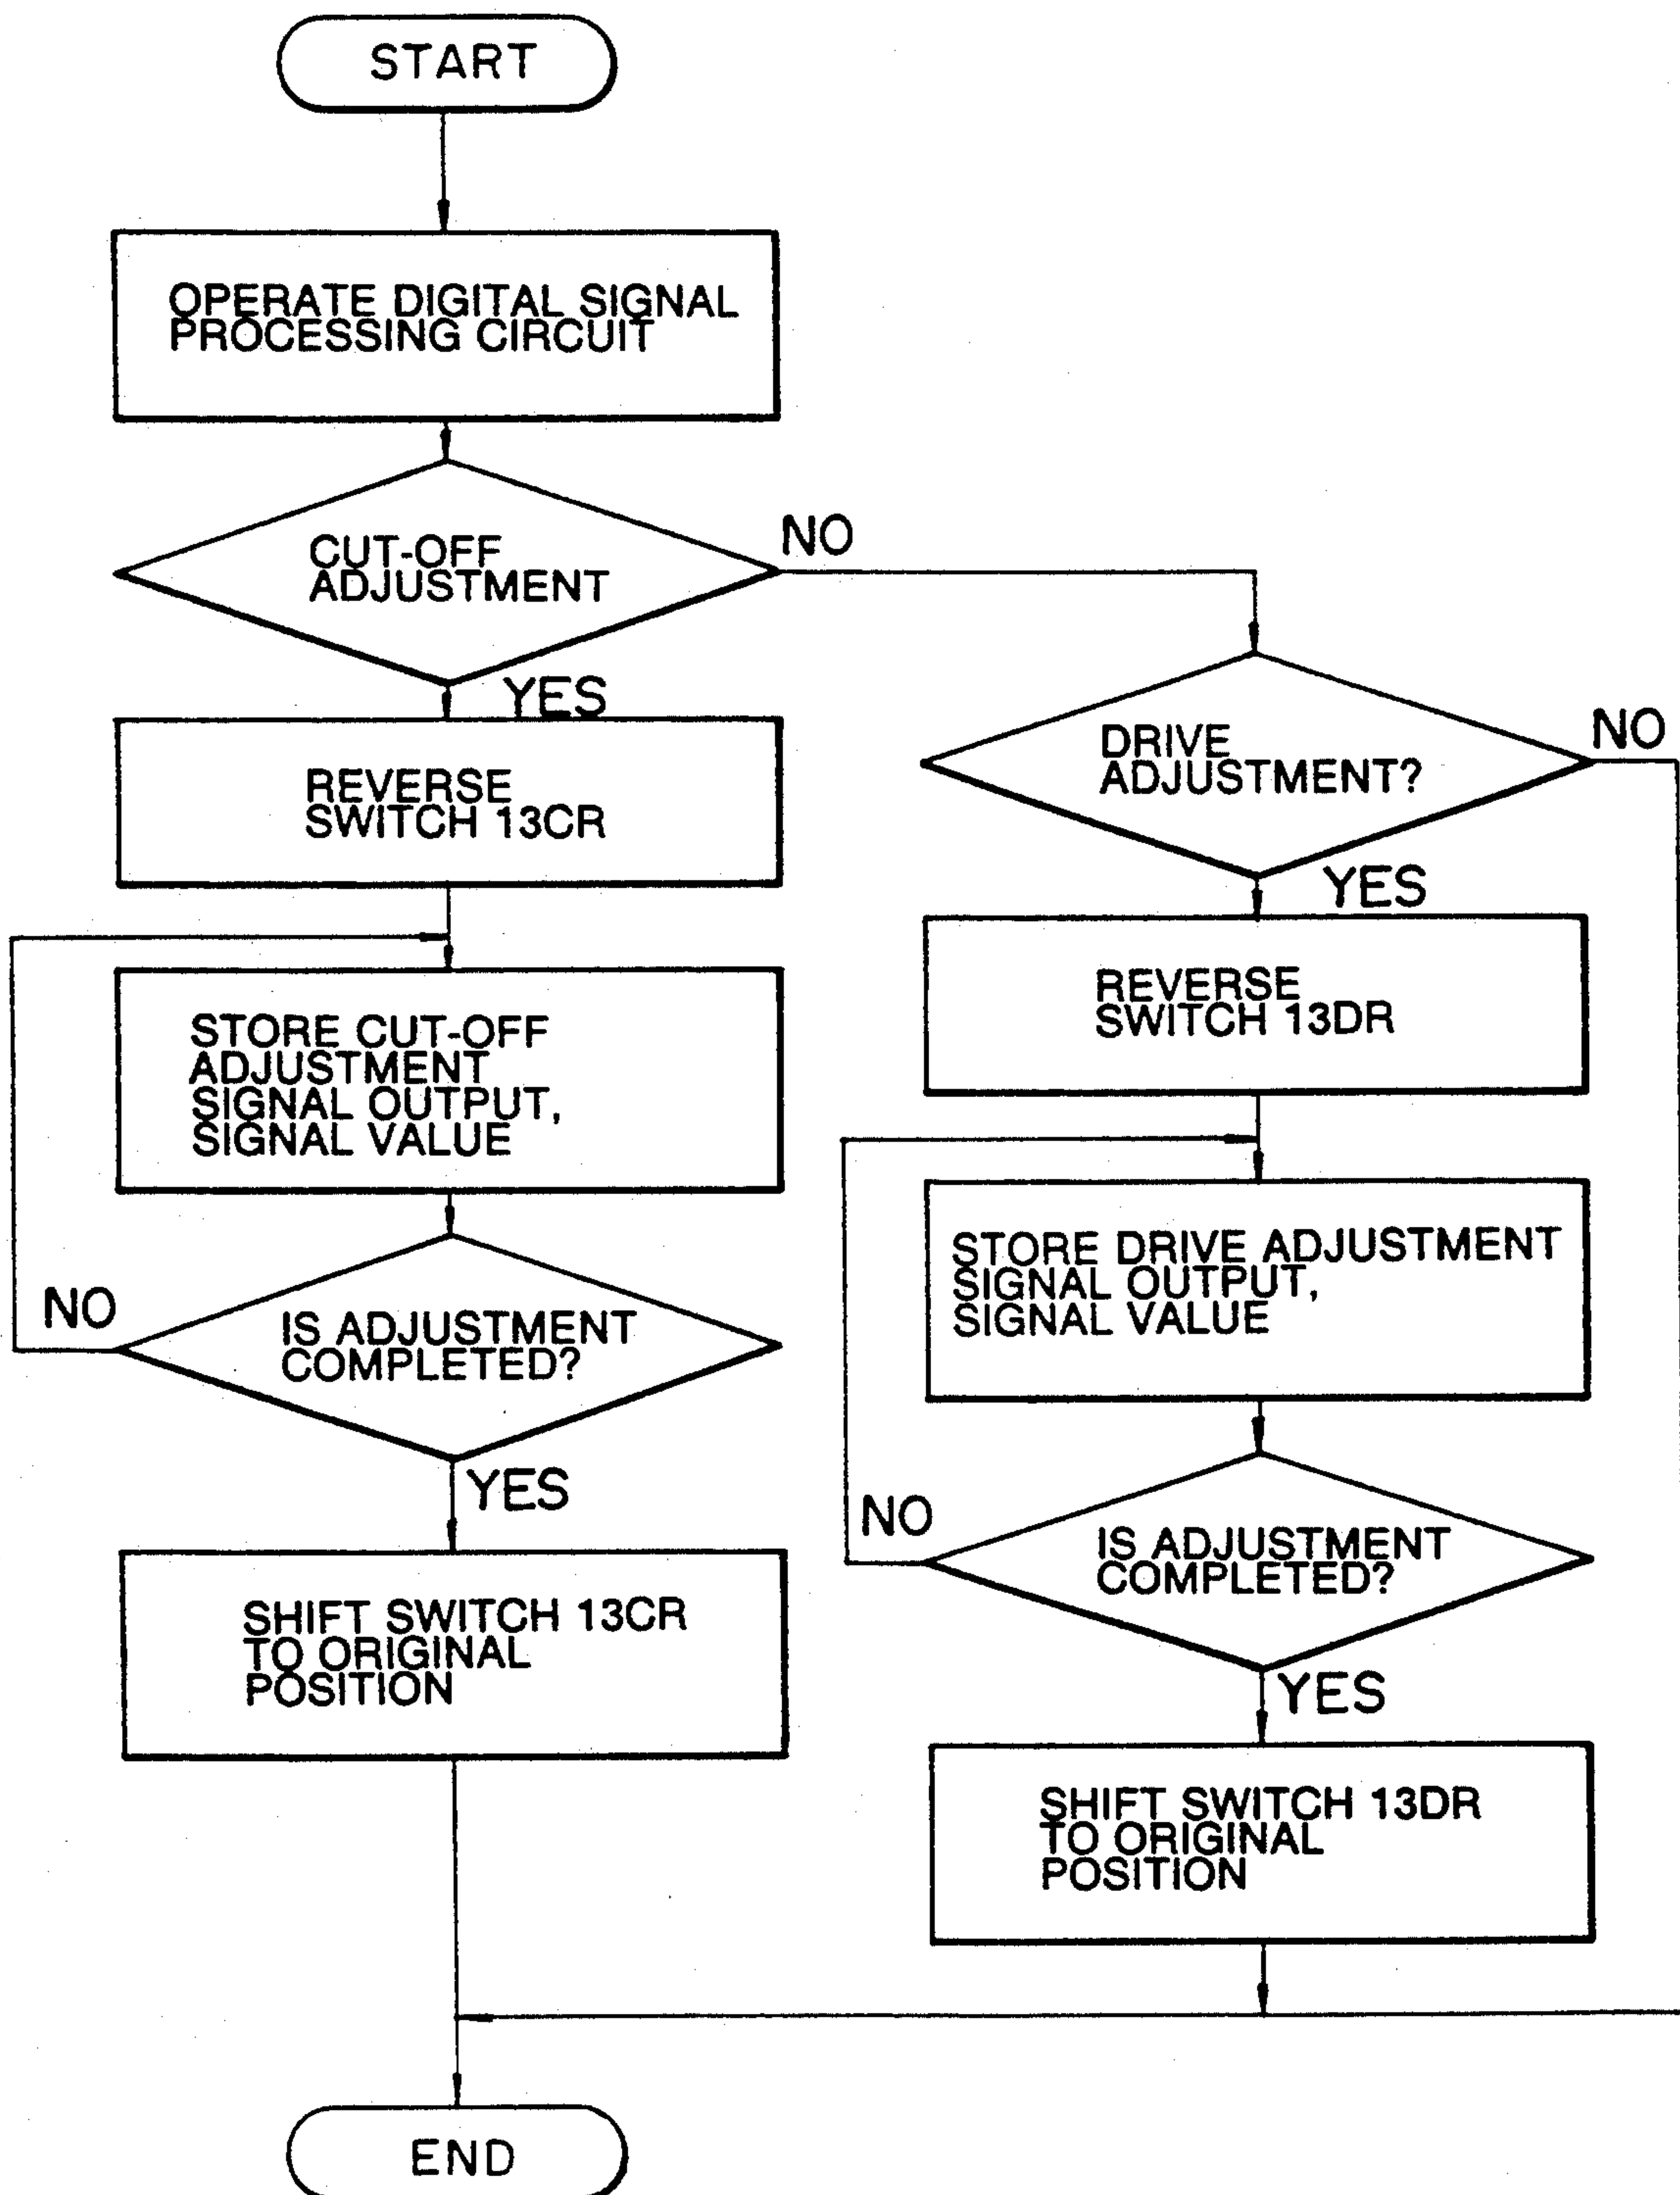 START
OPERATE DIGITAL SIGNAL
PROCESSING CIRCUIT
CUT-OFF
ADJUSTMENT
NO
YES
REVERSE
SWITCH 13CR
STORE CUT-OFF
ADJUSTMENT
SIGNAL OUTPUT,
SIGNAL VALUE
IS ADJUSTMENT
COMPLETED?
NO
YES
SHIFT SWITCH 13CR
TO ORIGINAL
POSITION
DRIVE
ADJUSTMENT?
NO
YES
REVERSE
SWITCH 13DR
STORE DRIVE ADJUSTMENT
SIGNAL OUTPUT,
SIGNAL VALUE
IS ADJUSTMENT
COMPLETED?
NO
YES
SHIFT SWITCH 13DR
TO ORIGINAL
POSITION
END